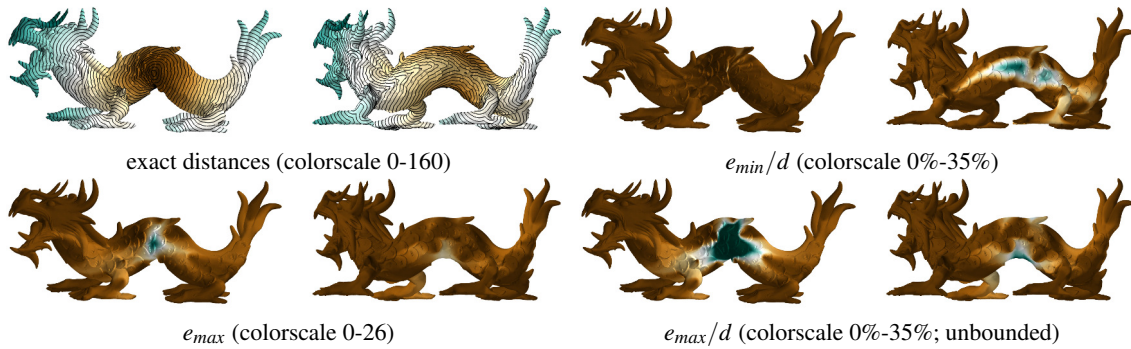 exact distances (colorscale 0-160)
e_min/d (colorscale 0%-35%)
e_max (colorscale 0-26)
e_max/d (colorscale 0%-35%; unbounded)